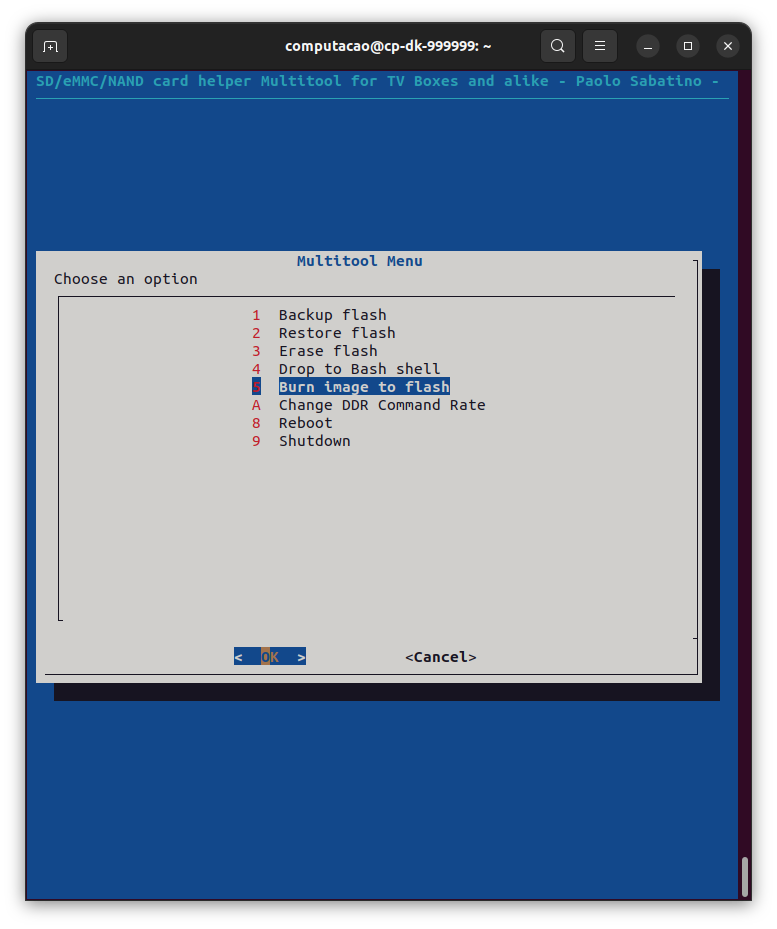 computacao@cp-dk-999999: ~
SD/eMMC/NAND card helper Multitool for TV Boxes and alike - Paolo Sabatino -
Multitool Menu
Choose an option
1 Backup flash
2 Restore flash
3 Erase flash
4 Drop to Bash shell
5 Burn image to flash
A Change DDR Command Rate
8 Reboot
9 Shutdown
< OK > <Cancel>